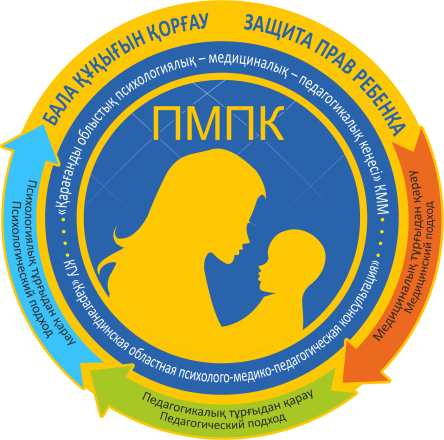 БАЛА ҚҰҚЫҒЫН ҚОРҒАУ
ЗАЩИТА ПРАВ РЕБЕНКА
«Қарағанды облыстық психологиялық – медициналық – педагогикалық кеңесі» КММ
ПМПК
КГУ «Карагандинская областная психолого-медико-педагогическая консультация»
Психологиялық тұрғыдан қарау
Психологический подход
Медициналық тұрғыдан қарау
Медицинский подход
Педагогикалық тұрғыдан қарау
Педагогический подход